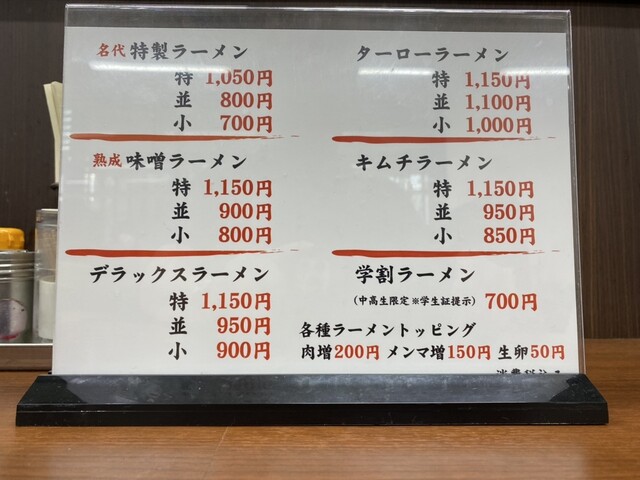 名代 特製ラーメン
特 1,050円
並 800円
小 700円
熟成 味噌ラーメン
特 1,150円
並 900円
小 800円
デラックスラーメン
特 1,150円
並 950円
小 900円
ターローラーメン
特 1,150円
並 1,100円
小 1,000円
キムチラーメン
特 1,150円
並 950円
小 850円
学割ラーメン
(中高生限定 ※学生証提示) 700円
各種ラーメントッピング
肉増200円 メンマ増150円 生卵50円